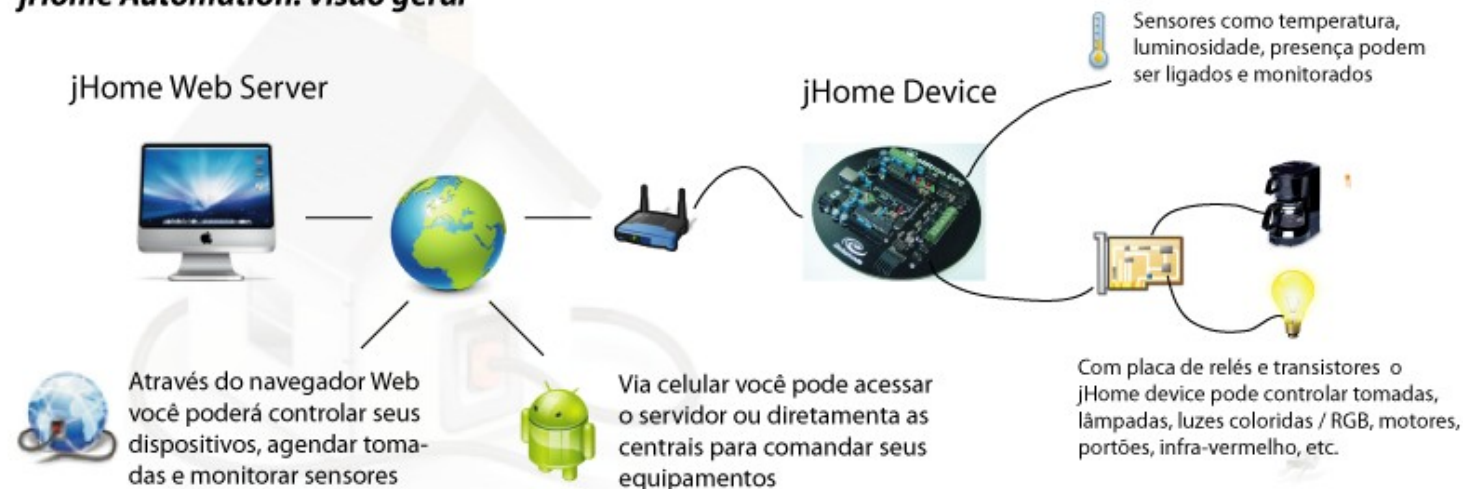 jHome Automation: visão geral
Sensores como temperatura,
luminosidade, presença podem
ser ligados e monitorados
jHome Web Server
jHome Device
Através do navegador Web
você poderá controlar seus
dispositivos, agendar toma-
das e monitorar sensores
Via celular você pode acessar
o servidor ou diretamenta as
centrais para comandar seus
equipamentos
Com placa de relés e transistores o
jHome device pode controlar tomadas,
lâmpadas, luzes coloridas / RGB, motores,
portões, infra-vermelho, etc.